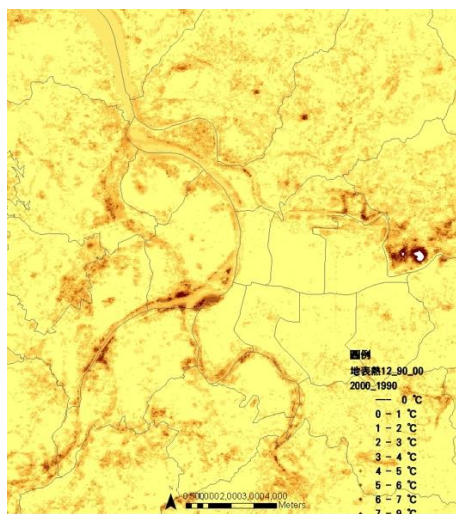 圖例
地表熱12_90_00
2000_1990
0 ℃
0 - 1 ℃
1 - 2 ℃
2 - 3 ℃
3 - 4 ℃
4 - 5 ℃
5 - 6 ℃
6 - 7 ℃
7 - 9 ℃
Meters